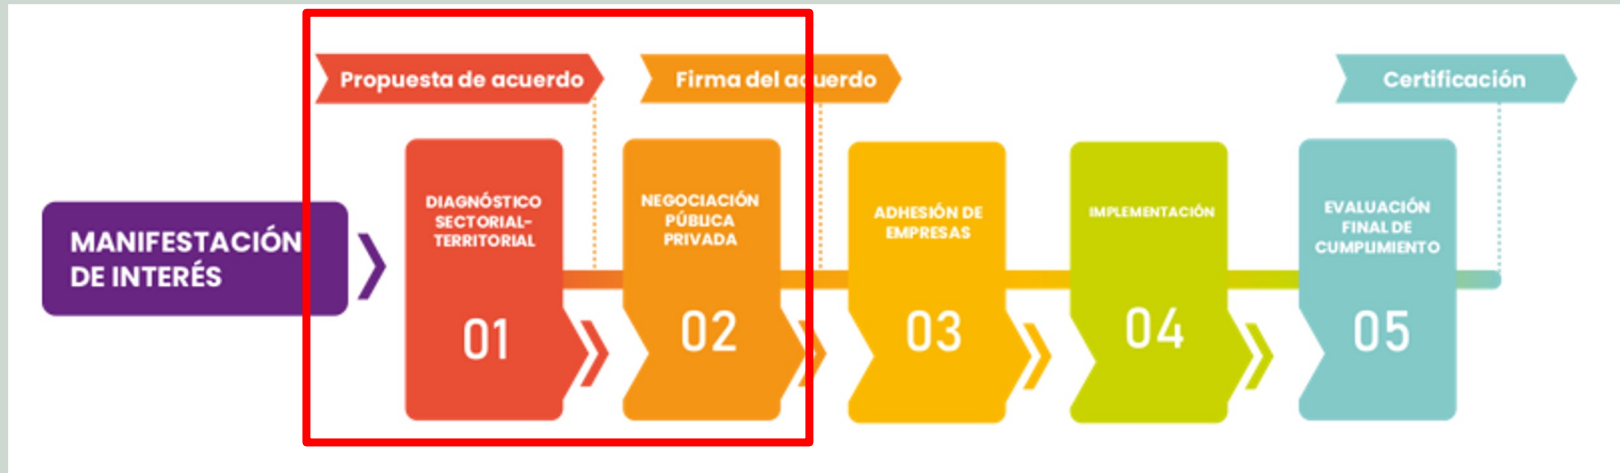 Propuesta de acuerdo
Firma del acuerdo
Certificación
MANIFESTACIÓN
DE INTERÉS
DIAGNÓSTICO
SECTORIAL-
TERRITORIAL
01
NEGOCIACIÓN
PÚBLICA
PRIVADA
02
ADHESIÓN DE
EMPRESAS
03
IMPLEMENTACIÓN
04
EVALUACIÓN
FINAL DE
CUMPLIMIENTO
05